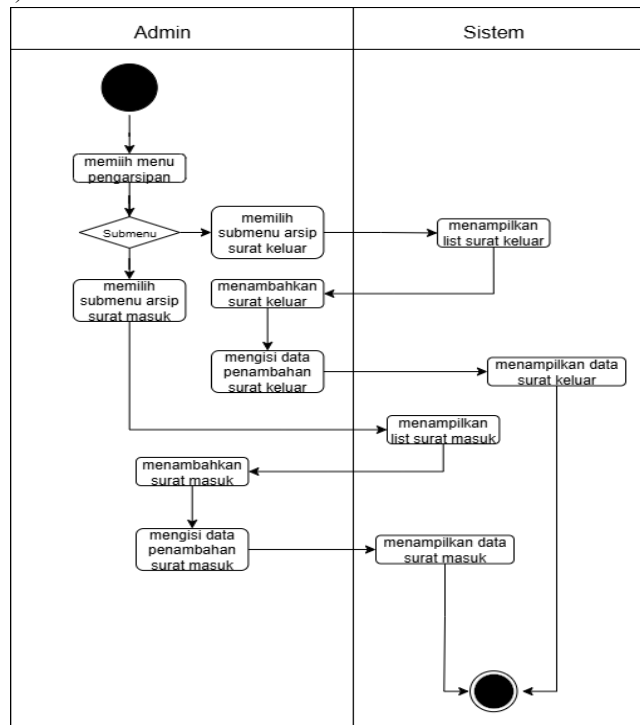 Admin
Sistem
memiih menu
pengarsipan
Submenu
memilih
submenu arsip
surat keluar
menampilkan
list surat keluar
memilih
submenu arsip
surat masuk
menambahkan
surat keluar
mengisi data
penambahan
surat keluar
menampilkan data
surat keluar
menampilkan
list surat masuk
menambahkan
surat masuk
mengisi data
penambahan
surat masuk
menampilkan data
surat masuk